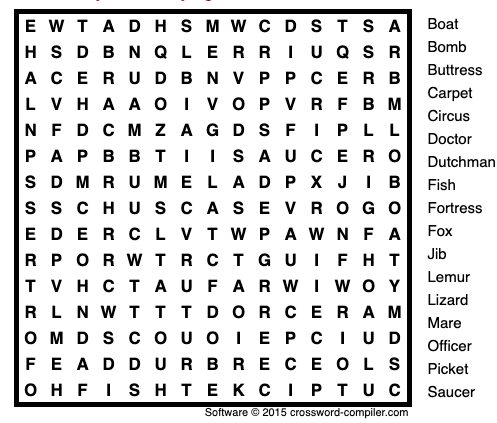 E W T A D H S M W C D S T S A
H S D B N Q L E R R I U Q S R
A C E R U D B N V P P C E R B
L V H A A O I V O P V R F B M
N F D C M Z A G D S F I P L L
P A P B B T I I S A U C E R O
S D M R U M E L A D P X J I B
S S C H U S C A S E V R O G O
E D E R C L V T W P A W N F A
R P O R W T R C T G U I F H T
T V H C T A U F A R W I W O Y
R L N W T T T D O R C E R A M
O M D S C O U O I E P C I U D
F E A D D U R B R E C E O L S
O H F I S H T E K C I P T U C
Boat
Bomb
Buttress
Carpet
Circus
Doctor
Dutchman
Fish
Fortress
Fox
Jib
Lemur
Lizard
Mare
Officer
Picket
Saucer
Software © 2015 crossword-compiler.com